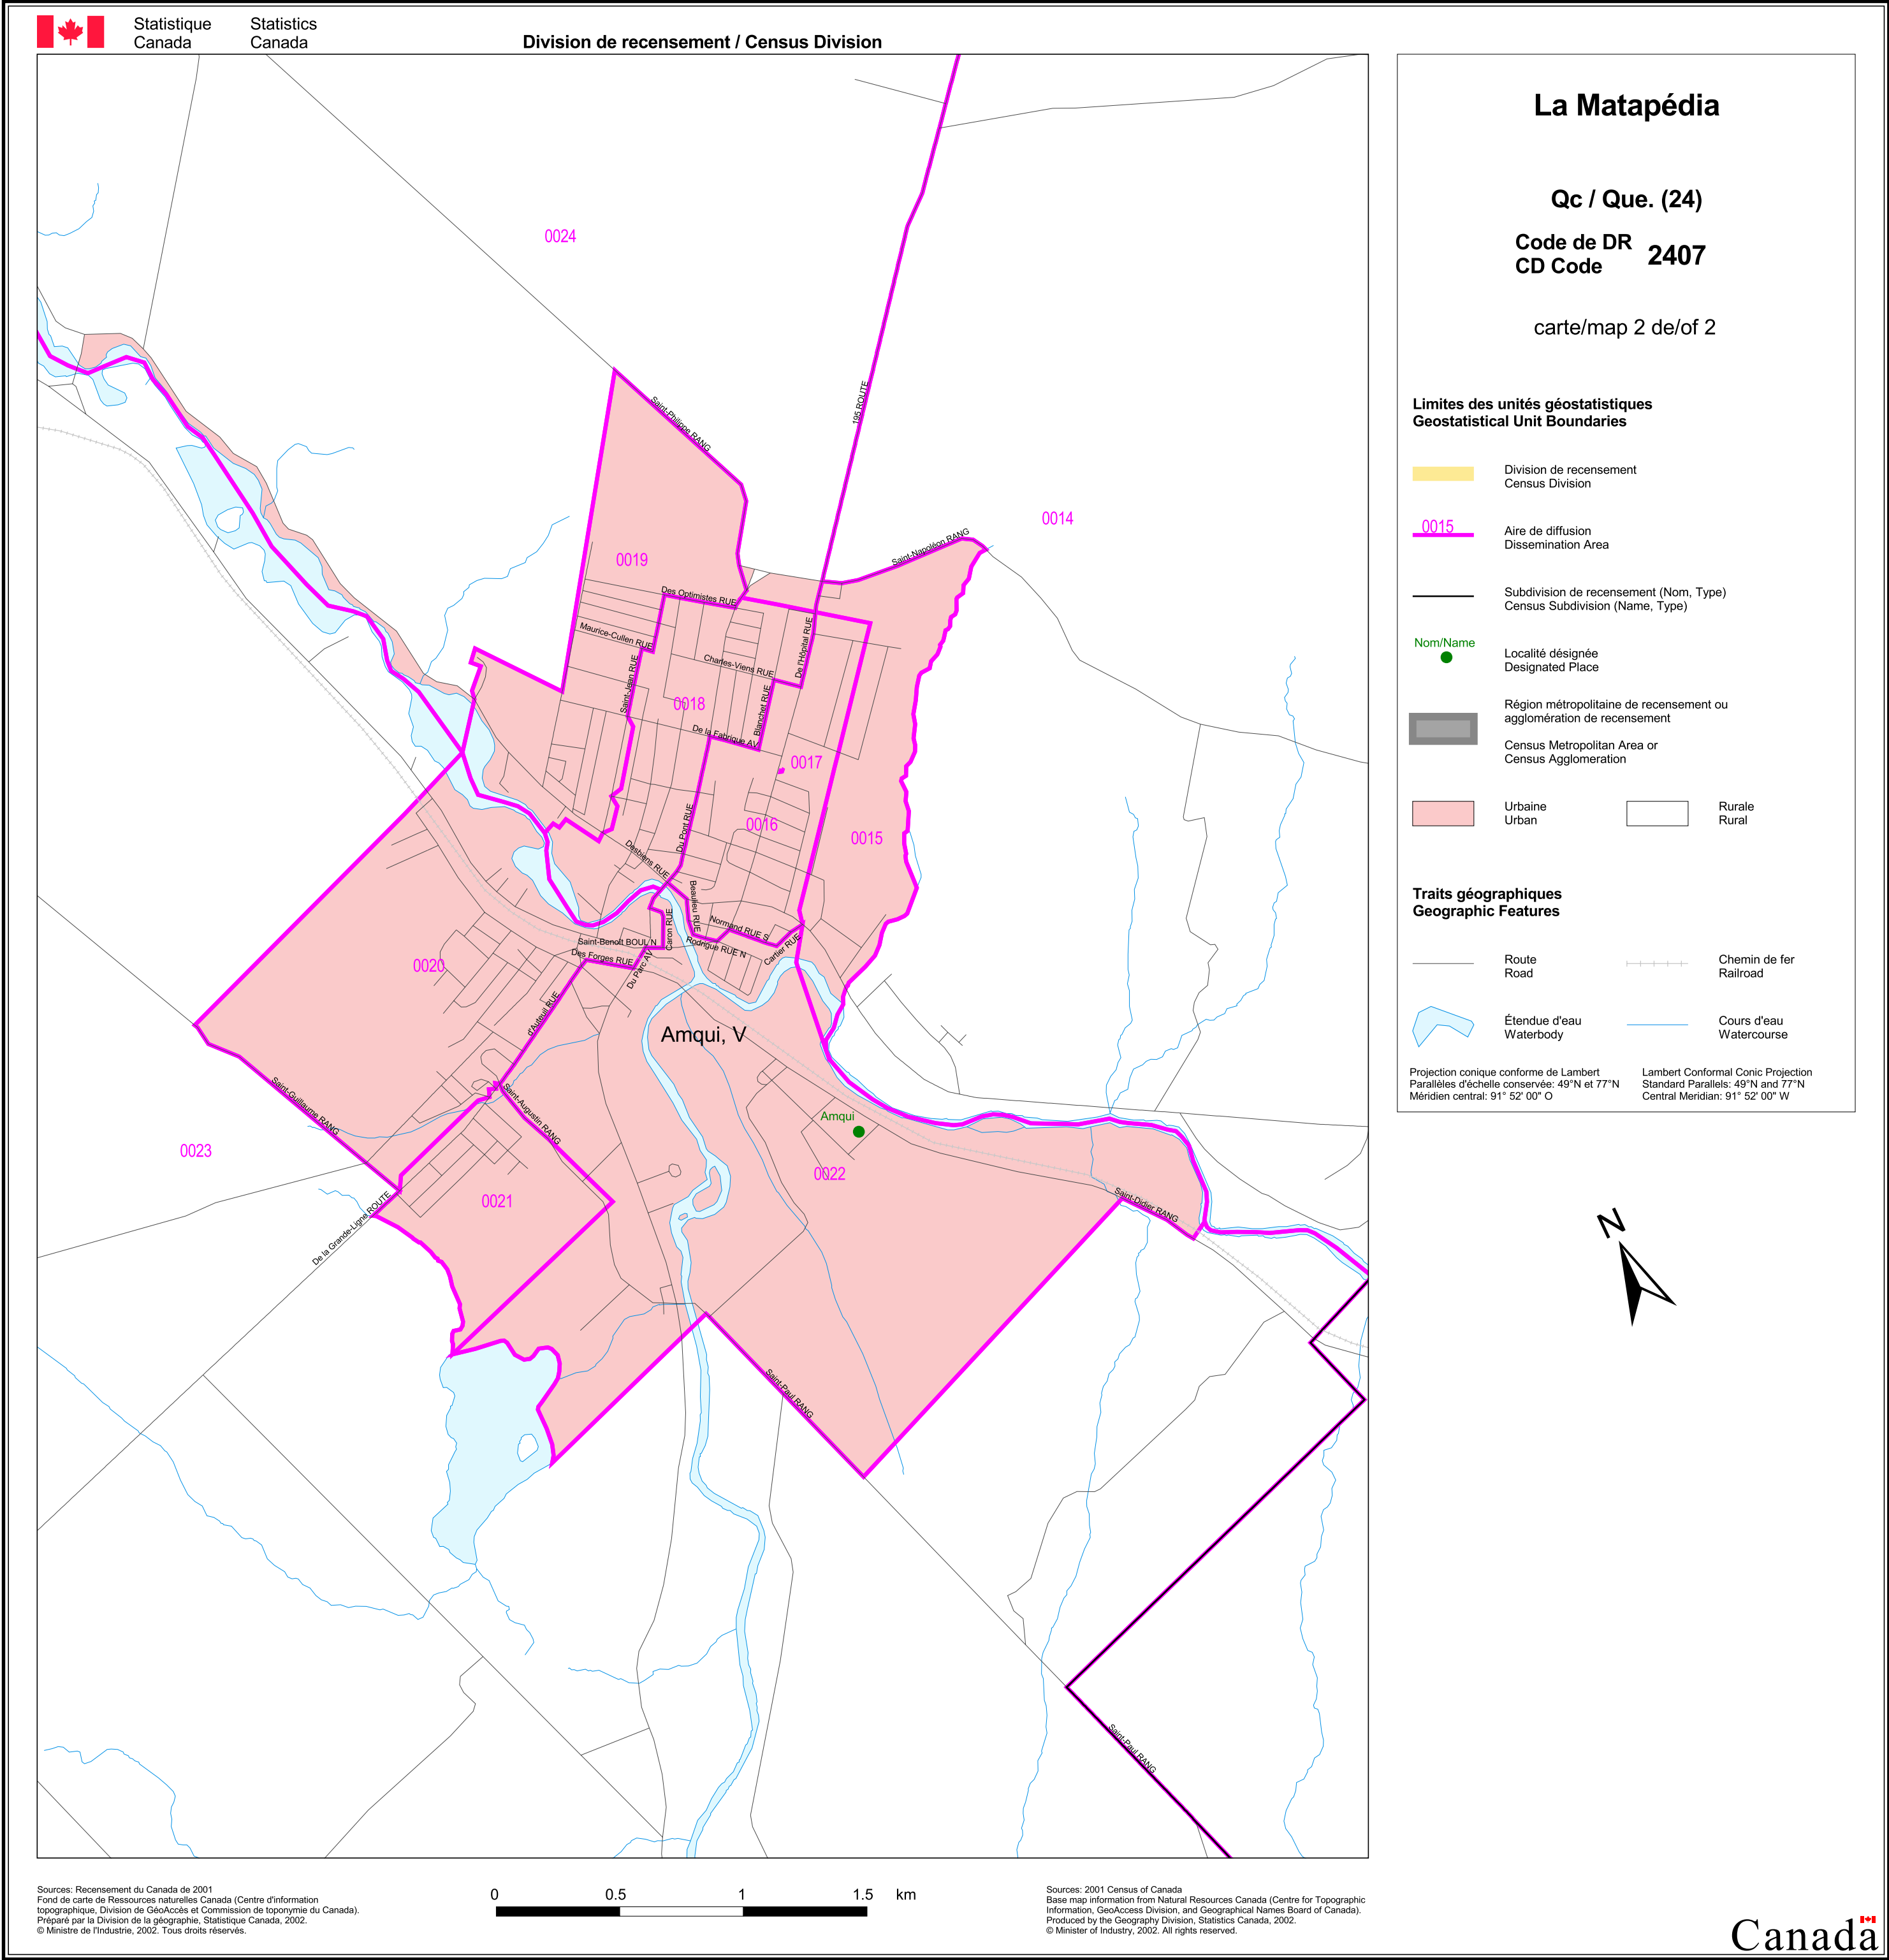 Statistique
Canada
Statistics
Canada
Division de recensement / Census Division
La Matapédia
Qc / Que. (24)
Code de DR
CD Code
2407
carte/map 2 de/of 2
Limites des unités géostatistiques
Geostatistical Unit Boundaries
Division de recensement
Census Division
0015
Aire de diffusion
Dissemination Area
Subdivision de recensement (Nom, Type)
Census Subdivision (Name, Type)
Nom/Name
Localité désignée
Designated Place
Région métropolitaine de recensement ou
agglomération de recensement
Census Metropolitan Area or
Census Agglomeration
Urbaine
Urban
Rurale
Rural
Traits géographiques
Geographic Features
Route
Road
Chemin de fer
Railroad
Étendue d'eau
Waterbody
Cours d'eau
Watercourse
Projection conique conforme de Lambert
Parallèles d'échelle conservée: 49°N et 77°N
Méridien central: 91° 52' 00" O
Lambert Conformal Conic Projection
Standard Parallels: 49°N and 77°N
Central Meridian: 91° 52' 00" W
N
0024
195 ROUTE
Saint-Philippe RANG
0014
Saint-Napoléon RANG
0019
Des Optimistes RUE
Maurice-Cullen RUE
De l'Hôpital RUE
Charles-Viens RUE
Saint-Jean RUE
0018
Blanchet RUE
De la Fabrique AV
0017
0016
0015
Du Pont RUE
Desbiens RUE
Beaulieu RUE
Normand RUE S
Caron RUE
Saint-Benoît BOUL N
Rodrigue RUE N
Cartier RUE
Des Forges RUE
Du Parc AV
0020
d'Auteuil RUE
Amqui, V
Saint-Guillaume RANG
Saint-Augustin RANG
Amqui
0023
0022
0021
Saint-Didier RANG
De la Grande-Ligne ROUTE
Saint-Paul RANG
Saint-Paul RANG
Sources: Recensement du Canada de 2001
Fond de carte de Ressources naturelles Canada (Centre d'information
topographique, Division de GéoAccès et Commission de toponymie du Canada).
Préparé par la Division de la géographie, Statistique Canada, 2002.
© Ministre de l'Industrie, 2002. Tous droits réservés.
0 0.5 1 1.5 km
Sources: 2001 Census of Canada
Base map information from Natural Resources Canada (Centre for Topographic
Information, GeoAccess Division, and Geographical Names Board of Canada).
Produced by the Geography Division, Statistics Canada, 2002.
© Minister of Industry, 2002. All rights reserved.
Canada